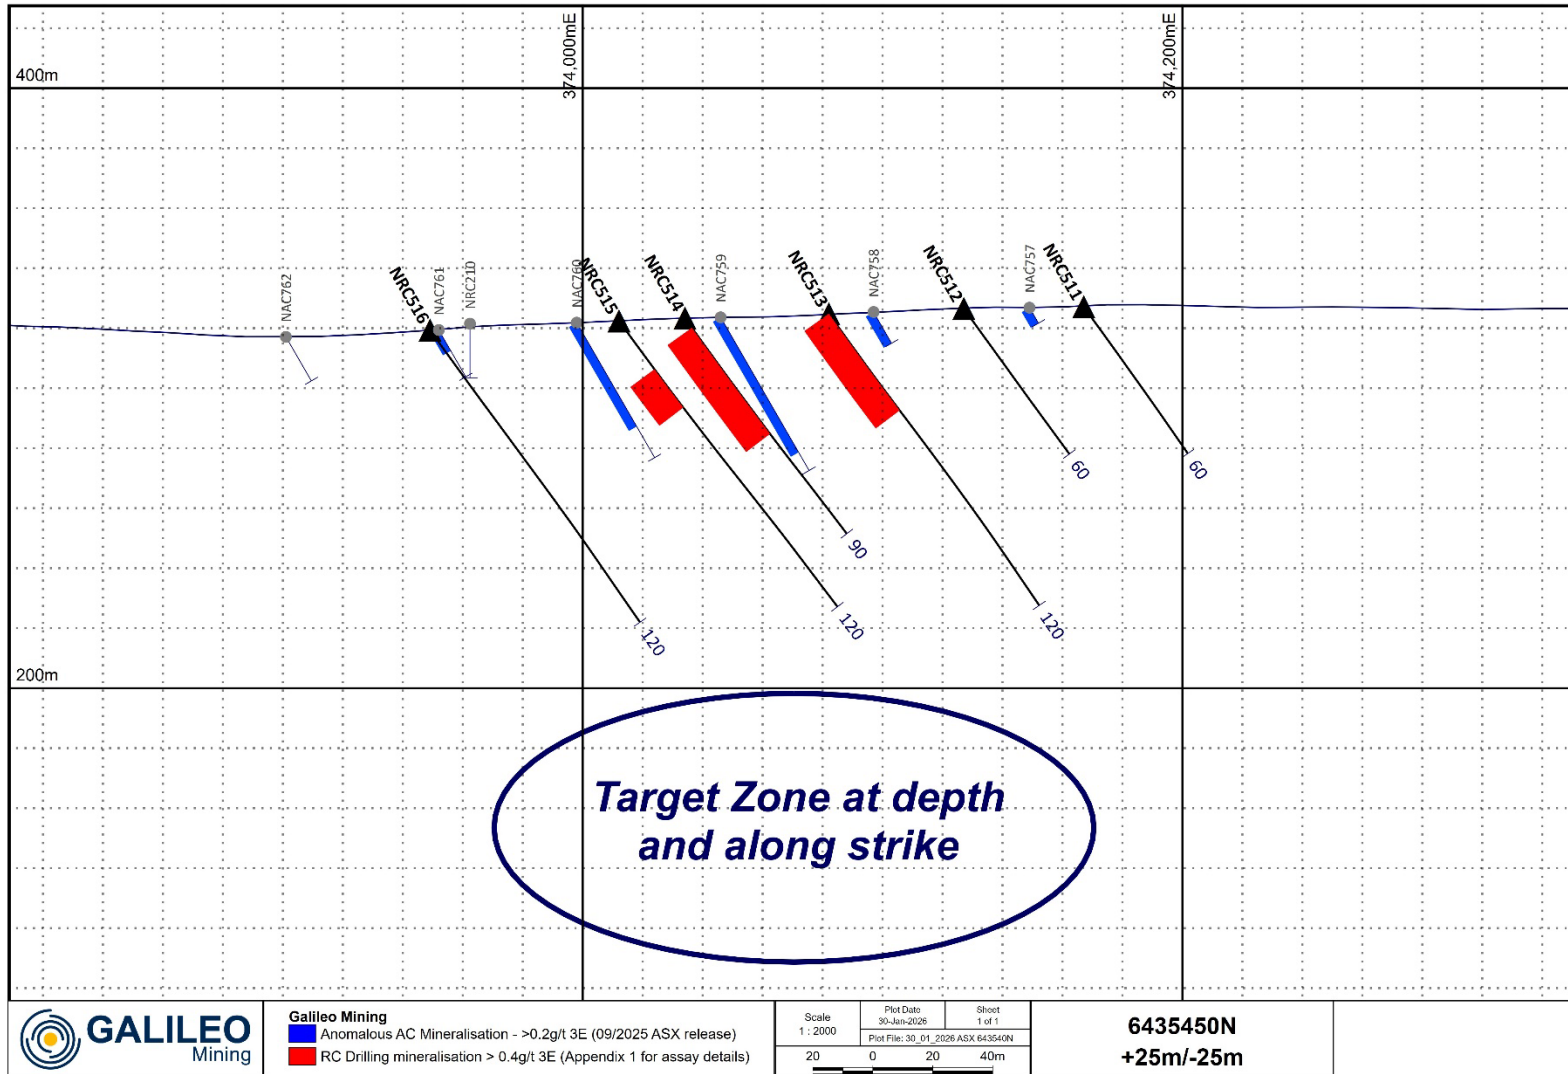 374,000mE
374,200mE
400m
NAC762
NRC516
NAC761
NRC210
NAC760
NRC515
NRC514
NAC759
NRC513
NAC758
NRC512
NAC757
NRC511
60
60
90
120
120
120
200m
Target Zone at depth
and along strike
GALILEO
Mining
Galileo Mining
Anomalous AC Mineralisation - >0.2g/t 3E (09/2025 ASX release)
RC Drilling mineralisation > 0.4g/t 3E (Appendix 1 for assay details)
Scale
1 : 2000
Plot Date
30-Jan-2026
Sheet
1 of 1
Plot File: 30_01_2026 ASX 643540N
20 0 20 40m
6435450N
+25m/-25m